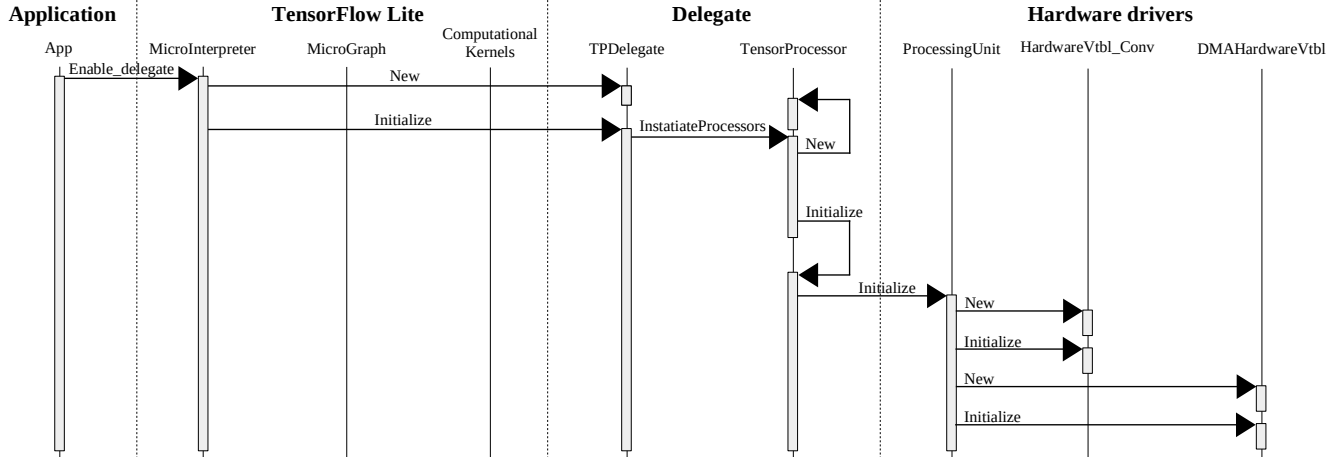 Application
TensorFlow Lite
Delegate
Hardware drivers
App
MicroInterpreter
MicroGraph
Computational
Kernels
TPDelegate
TensorProcessor
ProcessingUnit
HardwareVtbl_Conv
DMAHardwareVtbl
Enable_delegate
New
Initialize
InstatiateProcessors
New
Initialize
Initialize
New
Initialize
New
Initialize